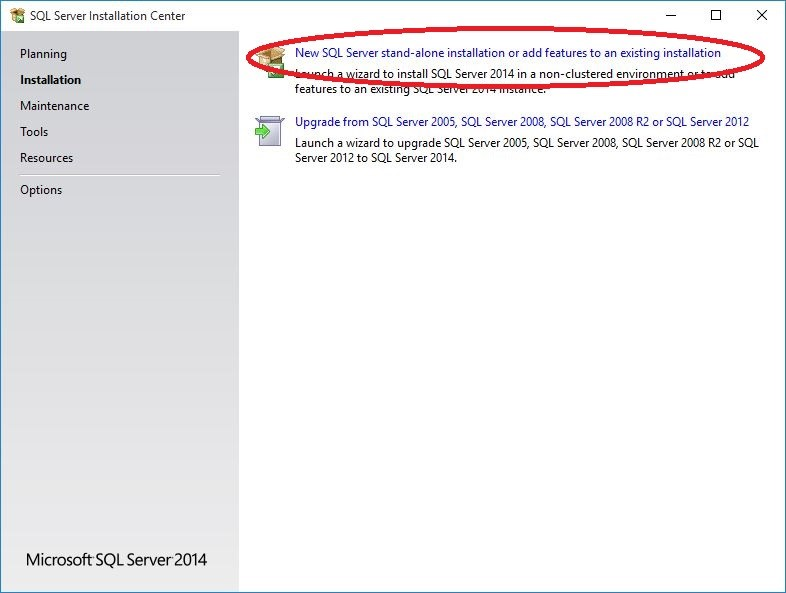 SQL Server Installation Center
Planning
Installation
Maintenance
Tools
Resources
Options
New SQL Server stand-alone installation or add features to an existing installation
Launch a wizard to install SQL Server 2014 in a non-clustered environment or to add
features to an existing SQL Server 2014 instance.
Upgrade from SQL Server 2005, SQL Server 2008, SQL Server 2008 R2 or SQL Server 2012
Launch a wizard to upgrade SQL Server 2005, SQL Server 2008, SQL Server 2008 R2 or SQL
Server 2012 to SQL Server 2014.
Microsoft SQL Server 2014